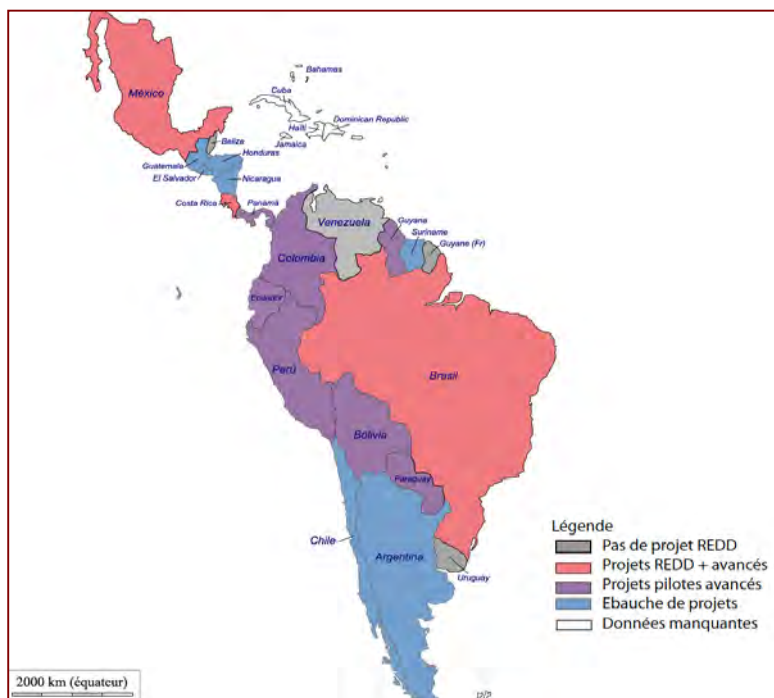 Bahamas
Cuba
México
Dominican Republic
Haïti
Jamaica
Belize
Honduras
Guatemala
El Salvador
Nicaragua
Costa Rica
Panamá
Venezuela
Guyana
Suriname
Guyane (Fr)
Colombia
Ecuador
Perú
Brasil
Bolivia
Paraguay
Chile
Argentina
Uruguay
Légende
Pas de projet REDD
Projets REDD + avancés
Projets pilotes avancés
Ebauche de projets
Données manquantes
2000 km (équateur)